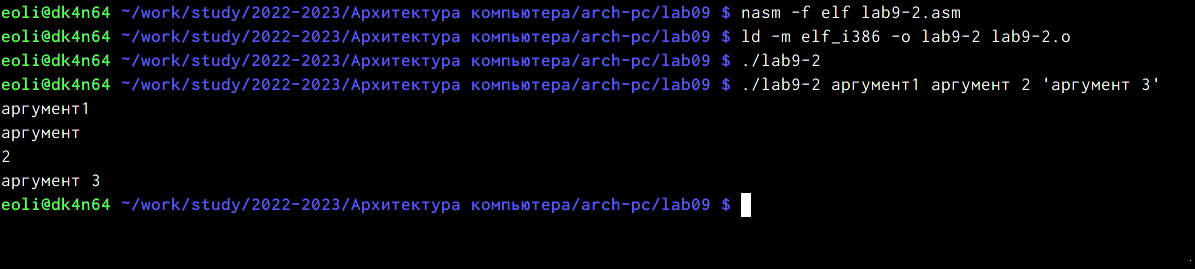 eoli@dk4n64 ~/work/study/2022-2023/Архитектура компьютера/arch-pc/lab09 $ nasm -f elf lab9-2.asm
eoli@dk4n64 ~/work/study/2022-2023/Архитектура компьютера/arch-pc/lab09 $ ld -m elf_i386 -o lab9-2 lab9-2.o
eoli@dk4n64 ~/work/study/2022-2023/Архитектура компьютера/arch-pc/lab09 $ ./lab9-2
eoli@dk4n64 ~/work/study/2022-2023/Архитектура компьютера/arch-pc/lab09 $ ./lab9-2 аргумент1 аргумент 2 'аргумент 3'
аргумент1
аргумент
2
аргумент 3
eoli@dk4n64 ~/work/study/2022-2023/Архитектура компьютера/arch-pc/lab09 $